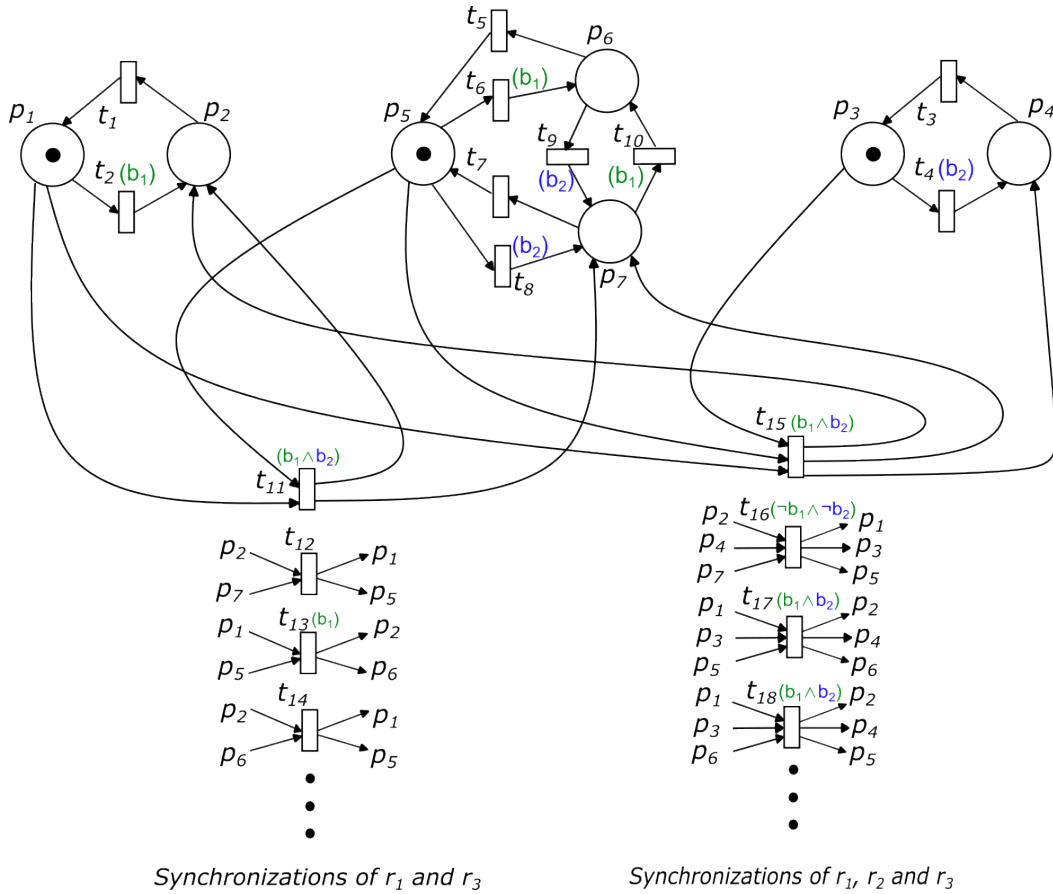 t5
p6
p1
t1
p2
t2 (b1)
p5
t6 (b1)
t7
t9
t10
(b2)
(b1)
(b2)
t8
p7
p3
t3
p4
t4 (b2)
(b1∧b2)
t11
t15 (b1∧b2)
t12
p2
p1
p7
p5
t13 (b1)
p1
p2
p5
p6
t14
p2
p1
p6
p5
t16 (¬b1∧¬b2)
p2
p1
p4
p3
p7
p5
t17 (b1∧b2)
p1
p2
p3
p4
p5
p6
t18 (b1∧b2)
p1
p2
p3
p4
p6
p5
Synchronizations of r1 and r3
Synchronizations of r1, r2 and r3